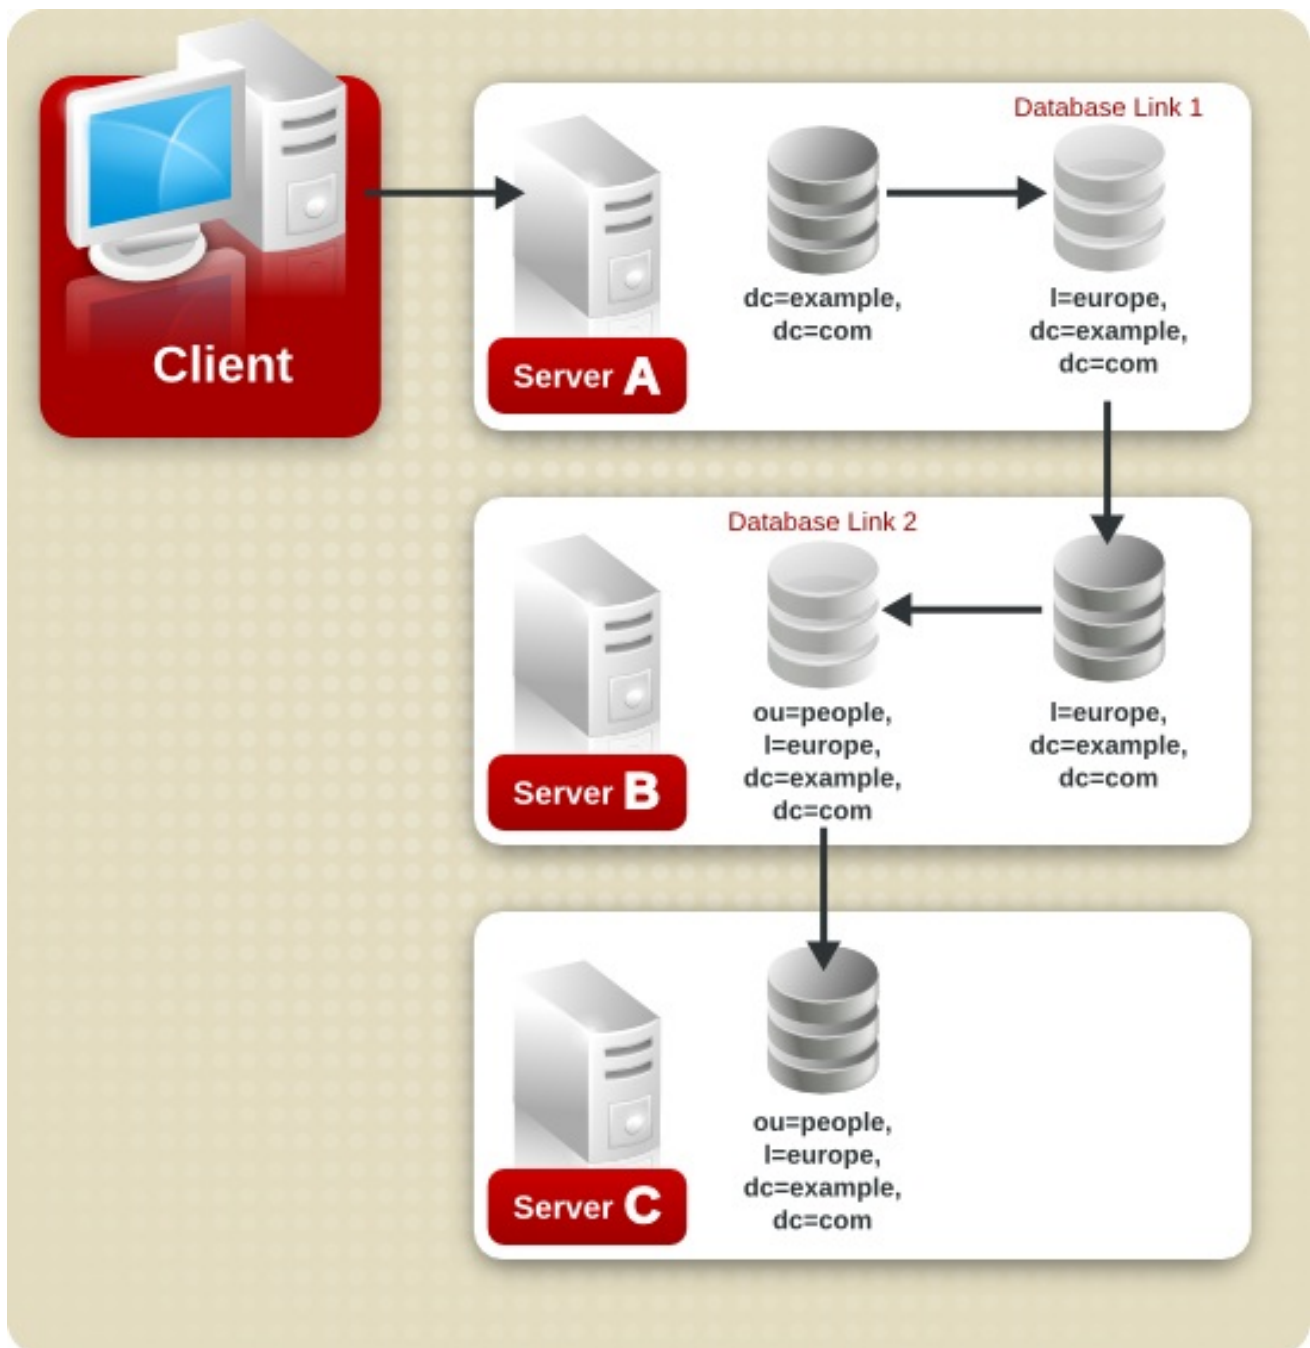 Client
Server A
dc=example,
dc=com
Database Link 1
l=europe,
dc=example,
dc=com
Server B
Database Link 2
ou=people,
l=europe,
dc=example,
dc=com
l=europe,
dc=example,
dc=com
Server C
ou=people,
l=europe,
dc=example,
dc=com